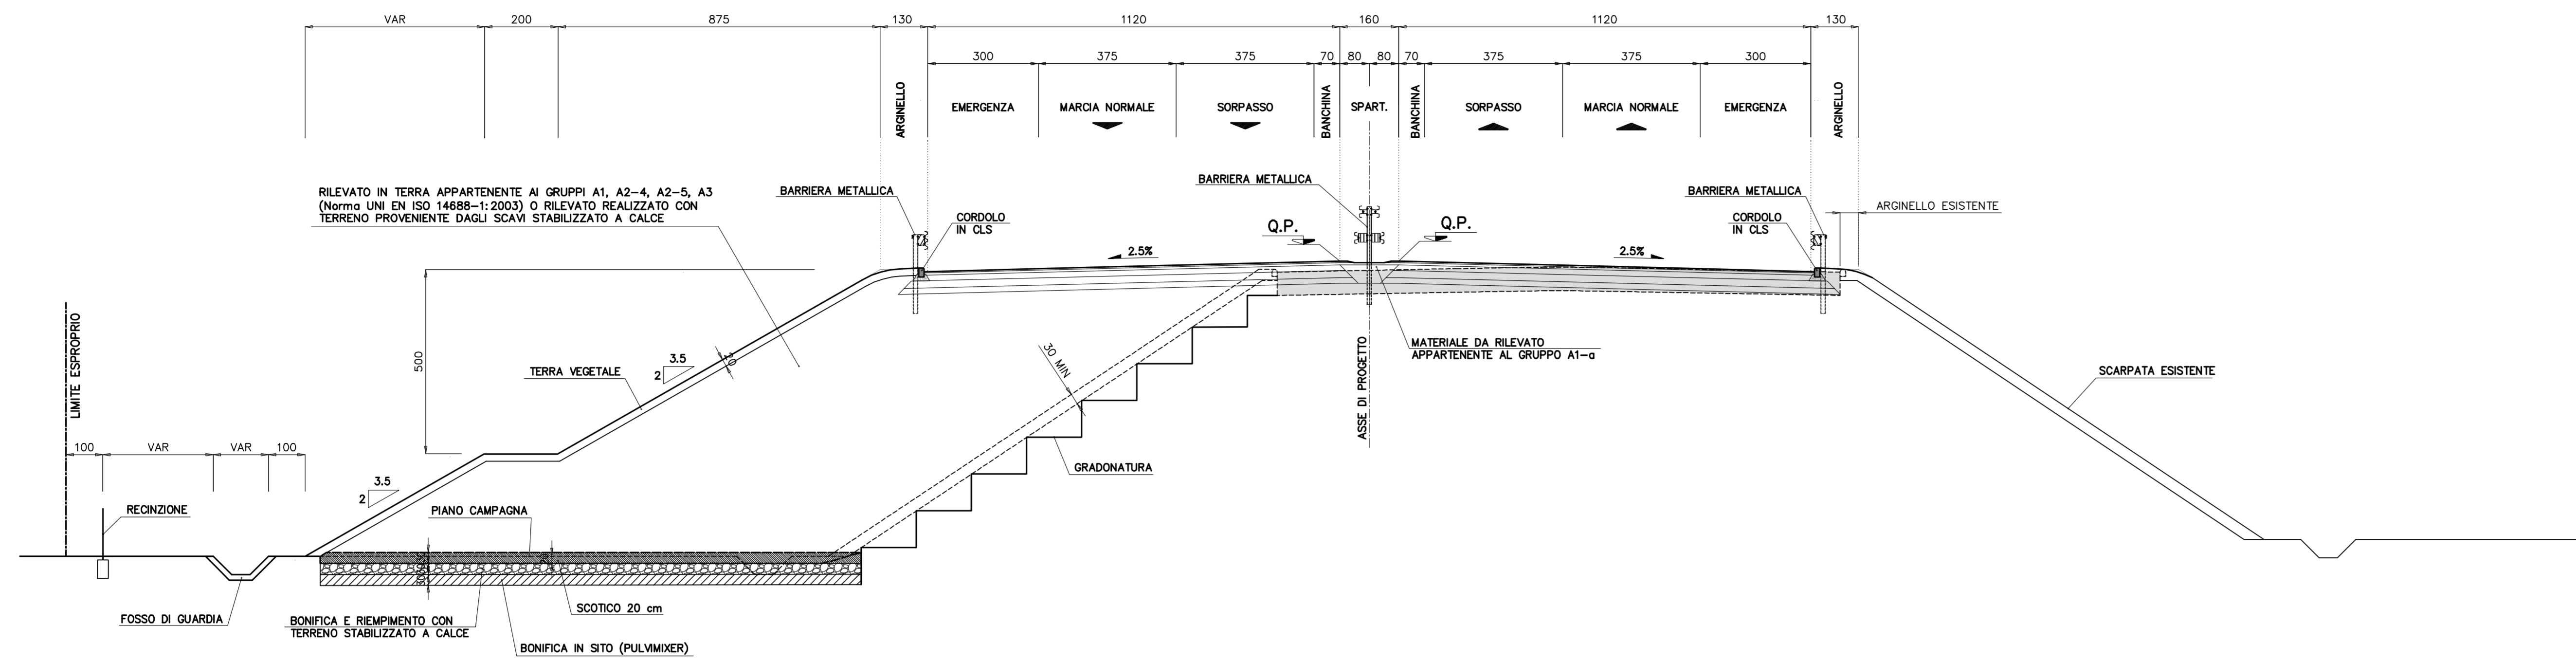 VAR 200 875 130 1120 160 1120 130
300 375 375 70 80 80 70 375 375 300
ARGINELLO
EMERGENZA
MARCIA NORMALE
SORPASSO
BANCHINA
SPART.
BANCHINA
SORPASSO
MARCIA NORMALE
EMERGENZA
ARGINELLO
RILEVATO IN TERRA APPARTENENTE AI GRUPPI A1, A2-4, A2-5, A3
(Norma UNI EN ISO 14688-1:2003) O RILEVATO REALIZZATO CON
TERRENO PROVENIENTE DAGLI SCAVI STABILIZZATO A CALCE
BARRIERA METALLICA
CORDOLO
IN CLS
BARRIERA METALLICA
Q.P.
Q.P.
BARRIERA METALLICA
CORDOLO
IN CLS
ARGINELLO ESISTENTE
2.5%
2.5%
LIMITE ESPROPRIO
500
3.5
2
20
TERRA VEGETALE
30 MIN
ASSE DI PROGETTO
MATERIALE DA RILEVATO
APPARTENENTE AL GRUPPO A1-a
SCARPATA ESISTENTE
100 VAR VAR 100
3.5
2
GRADONATURA
RECINZIONE
PIANO CAMPAGNA
20
FOSSO DI GUARDIA
BONIFICA E RIEMPIMENTO CON
TERRENO STABILIZZATO A CALCE
SCOTICO 20 cm
BONIFICA IN SITO (PULVIMIXER)